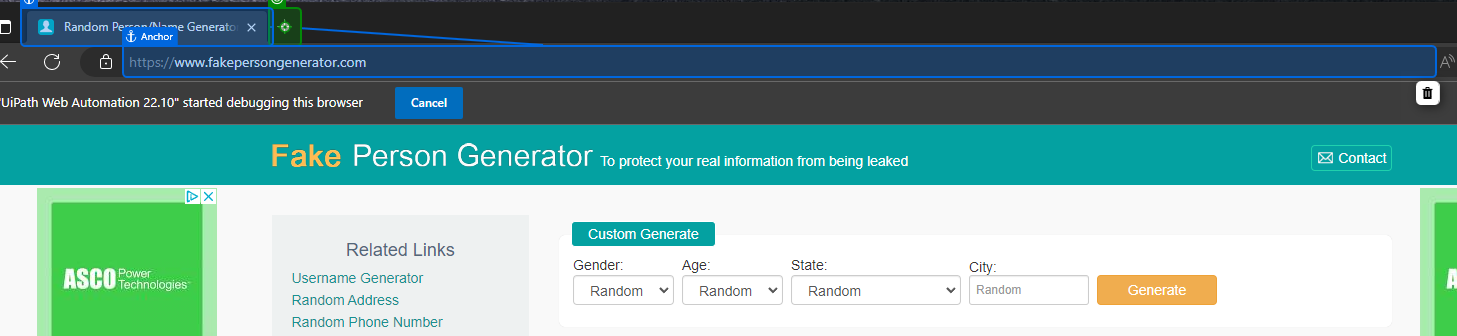 Random Person/Name Generato
Anchor
https://www.fakepersongenerator.com
"UiPath Web Automation 22.10" started debugging this browser
Cancel
Fake Person Generator To protect your real information from being leaked
Contact
ASCO Power Technologies
Related Links
Username Generator
Random Address
Random Phone Number
Custom Generate
Gender: Age: State: City:
Random Random Random Random Generate